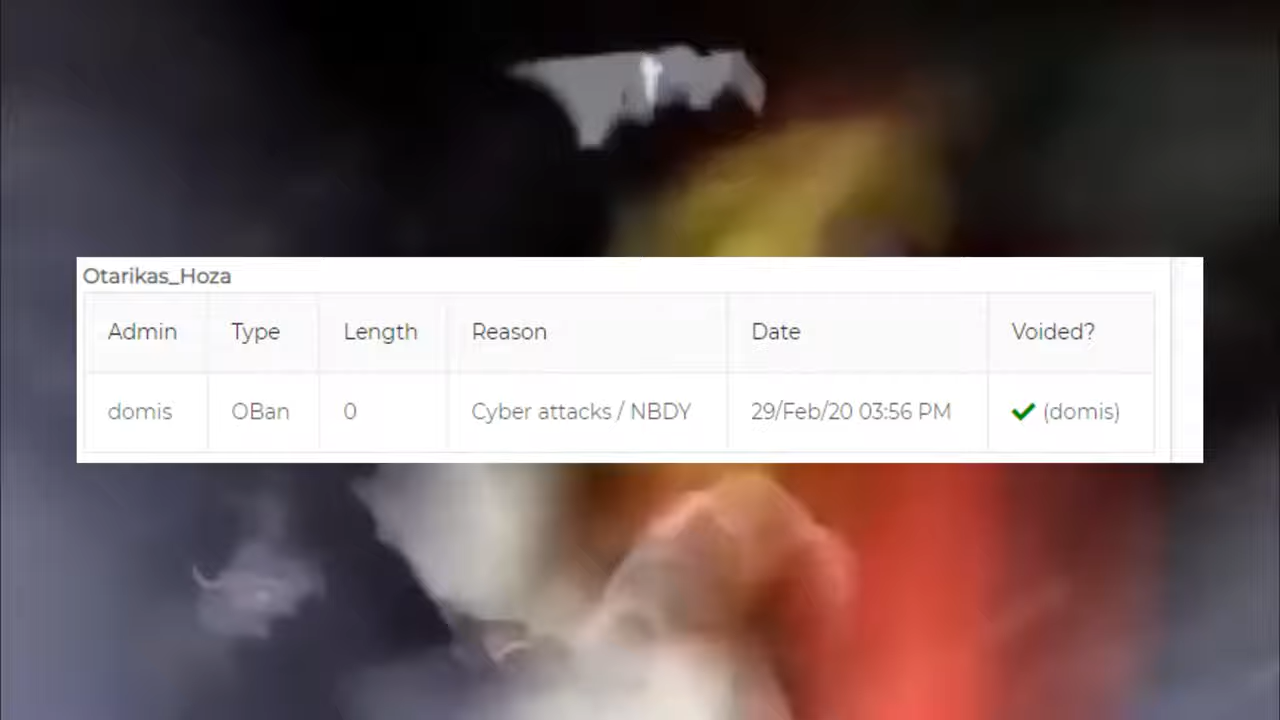 Otarikas_Hoza
Admin Type Length Reason Date Voided?
domis OBan 0 Cyber attacks / NBDY 29/Feb/20 03:56 PM ✔ (domis)